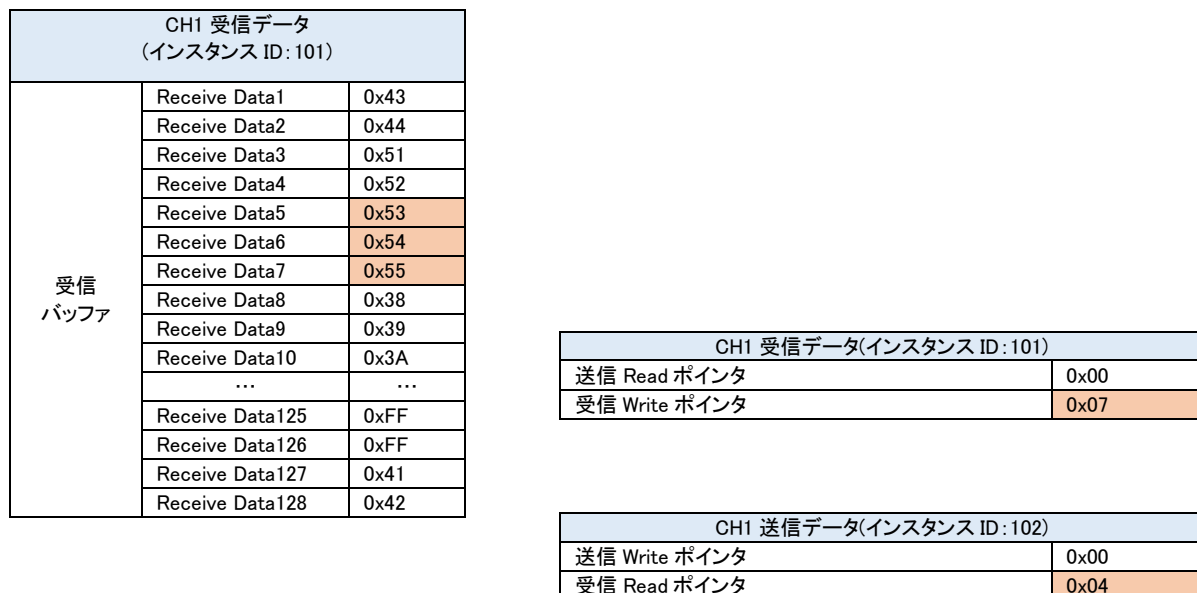 CH1 受信データ
(インスタンス ID:101)
受信
バッファ
Receive Data1 0x43
Receive Data2 0x44
Receive Data3 0x51
Receive Data4 0x52
Receive Data5 0x53
Receive Data6 0x54
Receive Data7 0x55
Receive Data8 0x38
Receive Data9 0x39
Receive Data10 0x3A
… …
Receive Data125 0xFF
Receive Data126 0xFF
Receive Data127 0x41
Receive Data128 0x42
CH1 受信データ(インスタンス ID:101)
送信 Read ポインタ 0x00
受信 Write ポインタ 0x07
CH1 送信データ(インスタンス ID:102)
送信 Write ポインタ 0x00
受信 Read ポインタ 0x04